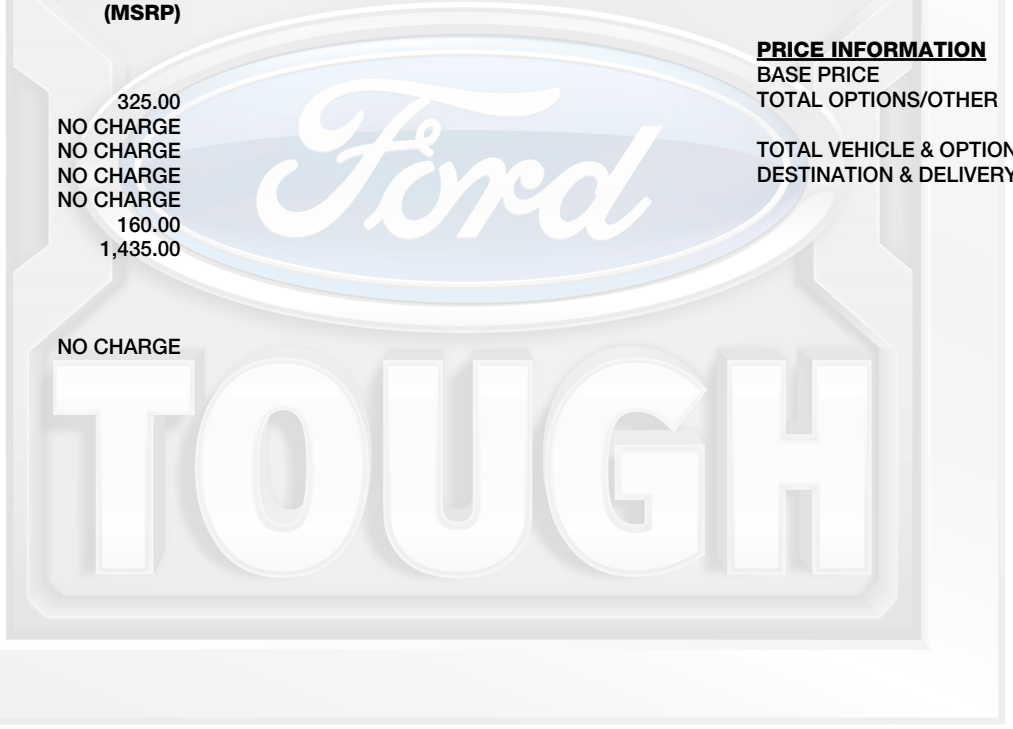 (MSRP)
325.00
NO CHARGE
NO CHARGE
NO CHARGE
NO CHARGE
160.00
1,435.00
NO CHARGE
PRICE INFORMATION
BASE PRICE
TOTAL OPTIONS/OTHER
TOTAL VEHICLE & OPTION
DESTINATION & DELIVERY
Ford
TOUGH